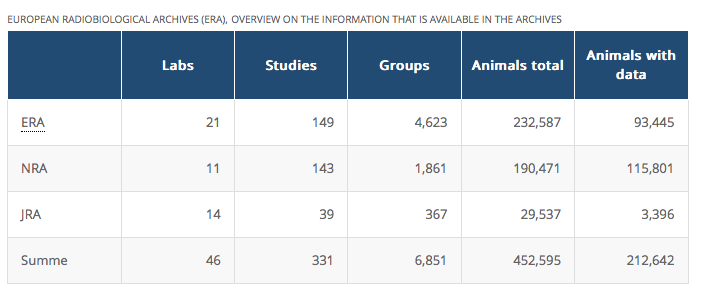 EUROPEAN RADIOBIOLOGICAL ARCHIVES (ERA), OVERVIEW ON THE INFORMATION THAT IS AVAILABLE IN THE ARCHIVES
Labs Studies Groups Animals total Animals with data
ERA 21 149 4,623 232,587 93,445
NRA 11 143 1,861 190,471 115,801
JRA 14 39 367 29,537 3,396
Summe 46 331 6,851 452,595 212,642